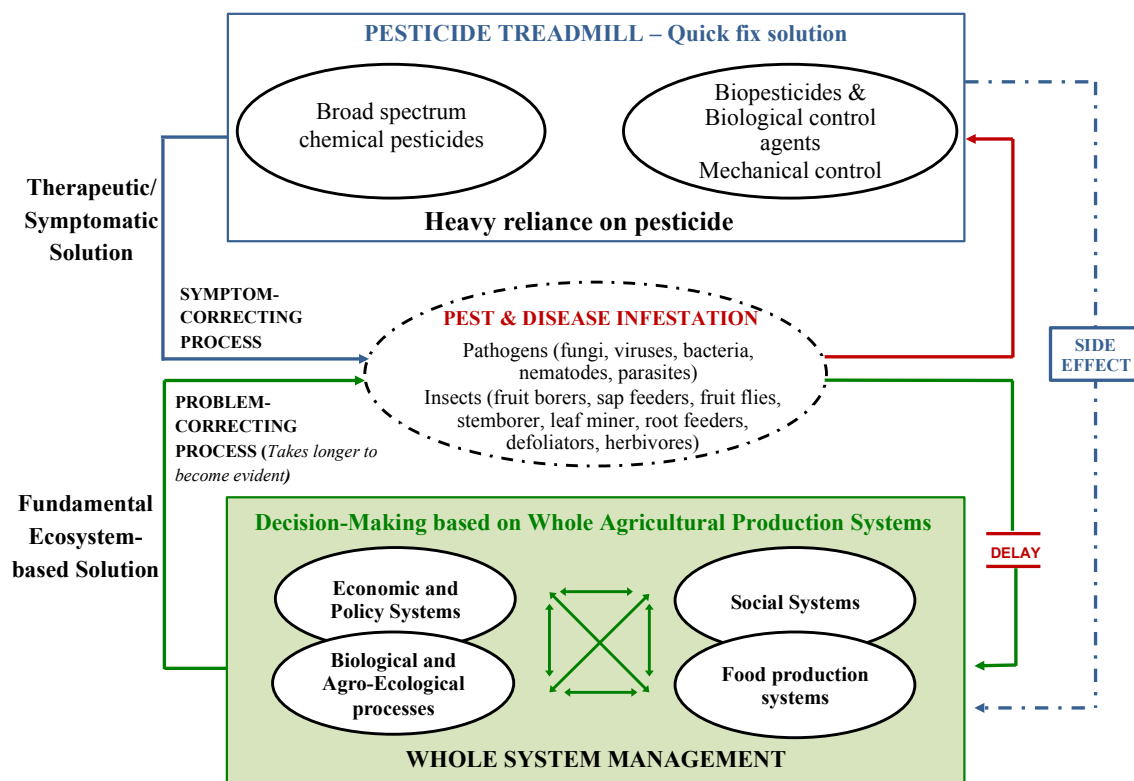 PESTICIDE TREADMILL – Quick fix solution
Broad spectrum
chemical pesticides
Biopesticides &
Biological control
agents
Mechanical control
Heavy reliance on pesticide
Therapeutic/
Symptomatic
Solution
SYMPTOM-
CORRECTING
PROCESS
PEST & DISEASE INFESTATION
Pathogens (fungi, viruses, bacteria,
nematodes, parasites)
Insects (fruit borers, sap feeders, fruit flies,
stemborer, leaf miner, root feeders,
defoliators, herbivores)
SIDE
EFFECT
PROBLEM-
CORRECTING
PROCESS (Takes longer to
become evident)
Fundamental
Ecosystem-
based Solution
DELAY
Decision-Making based on Whole Agricultural Production Systems
Economic and
Policy Systems
Biological and
Agro-Ecological
processes
Social Systems
Food production
systems
WHOLE SYSTEM MANAGEMENT